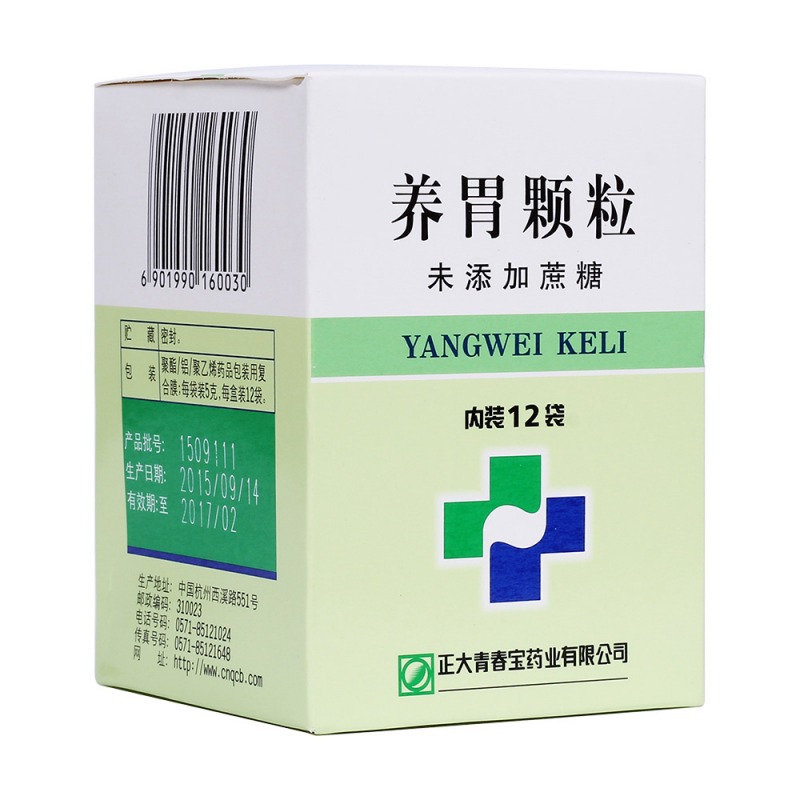 养胃颗粒
未添加蔗糖
YANGWEI KELI
内装12袋
正大青春宝药业有限公司
6 901990 160030
贮 藏 密封。
包 装 聚酯/铝/聚乙烯药品包装用复
合膜;每袋装5克,每盒装12袋。
产品批号: 1509111
生产日期: 2015/09/14
有效期:至 2017/02
生产地址: 中国杭州西溪路551号
邮政编码: 310023
电话号码: 0571-85121024
传真号码: 0571-85121648
网 址: http://www.cnqcb.com